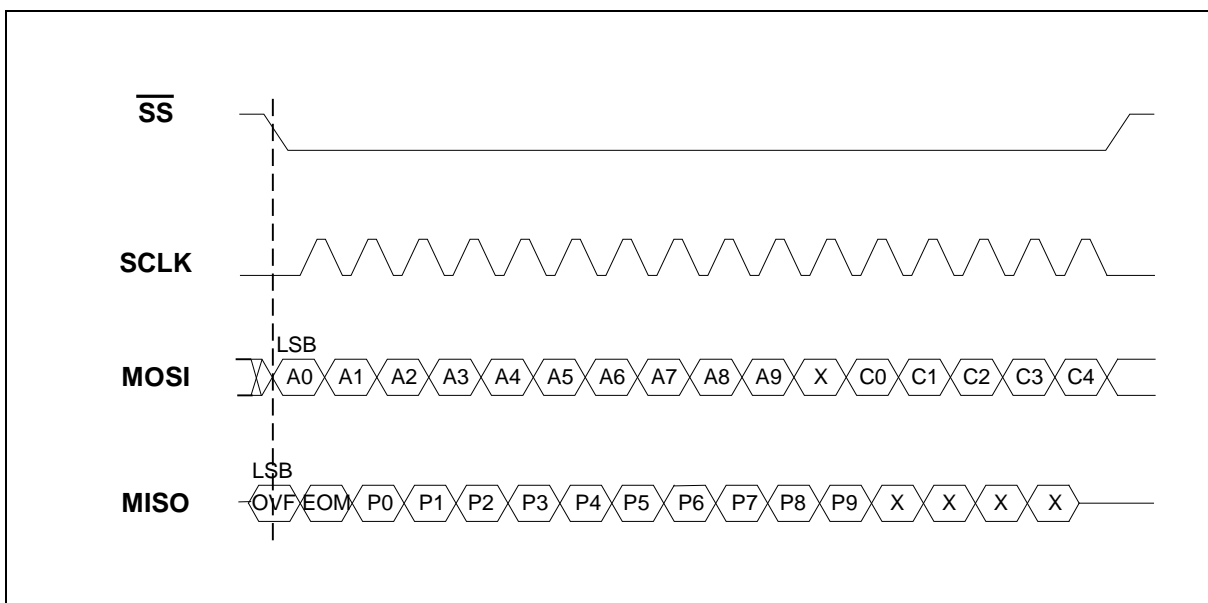 SS
SCLK
LSB
MOSI A0 A1 A2 A3 A4 A5 A6 A7 A8 A9 X C0 C1 C2 C3 C4
LSB
MISO OVF EOM P0 P1 P2 P3 P4 P5 P6 P7 P8 P9 X X X X